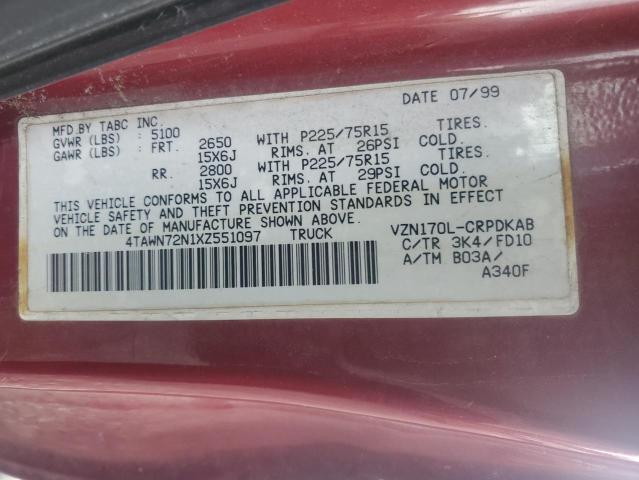 DATE 07/99
MFD.BY TABC INC.
GVWR (LBS) : 5100
GAWR (LBS) : FRT. 2650 WITH P225/75R15 TIRES.
15X6J RIMS. AT 26PSI COLD.
RR. 2800 WITH P225/75R15 TIRES.
15X6J RIMS. AT 29PSI COLD.
THIS VEHICLE CONFORMS TO ALL APPLICABLE FEDERAL MOTOR
VEHICLE SAFETY AND THEFT PREVENTION STANDARDS IN EFFECT
ON THE DATE OF MANUFACTURE SHOWN ABOVE.
4TAWN72N1XZ551097 TRUCK VZN170L-CRPDKAB
C/TR 3K4/FD10
A/TM B03A/
A340F